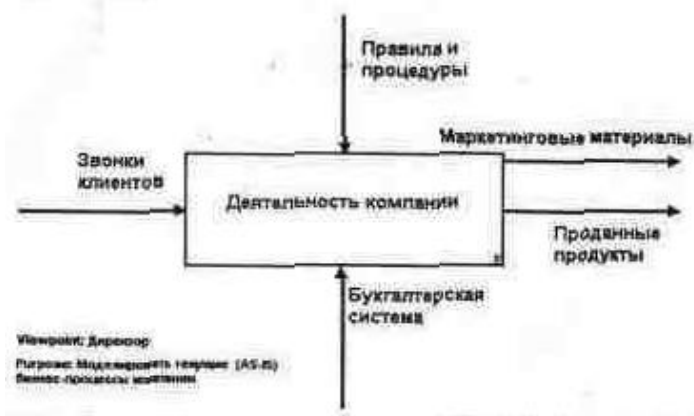 Правила и
процедуры
Маркетинговые материалы
Звонки
клиентов
Деятельность компании
Проданные
продукты
Бухгалтерская
система
Viewpoint: Директор
Purpose: Моделировать текущие (AS-IS)
бизнес-процессы компании